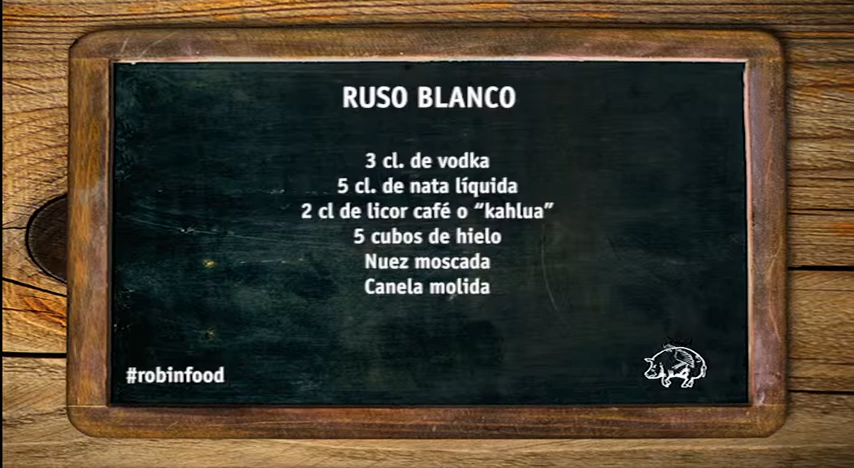 RUSO BLANCO
3 cl. de vodka
5 cl. de nata líquida
2 cl de licor café o “kahlua”
5 cubos de hielo
Nuez moscada
Canela molida
#robinfood